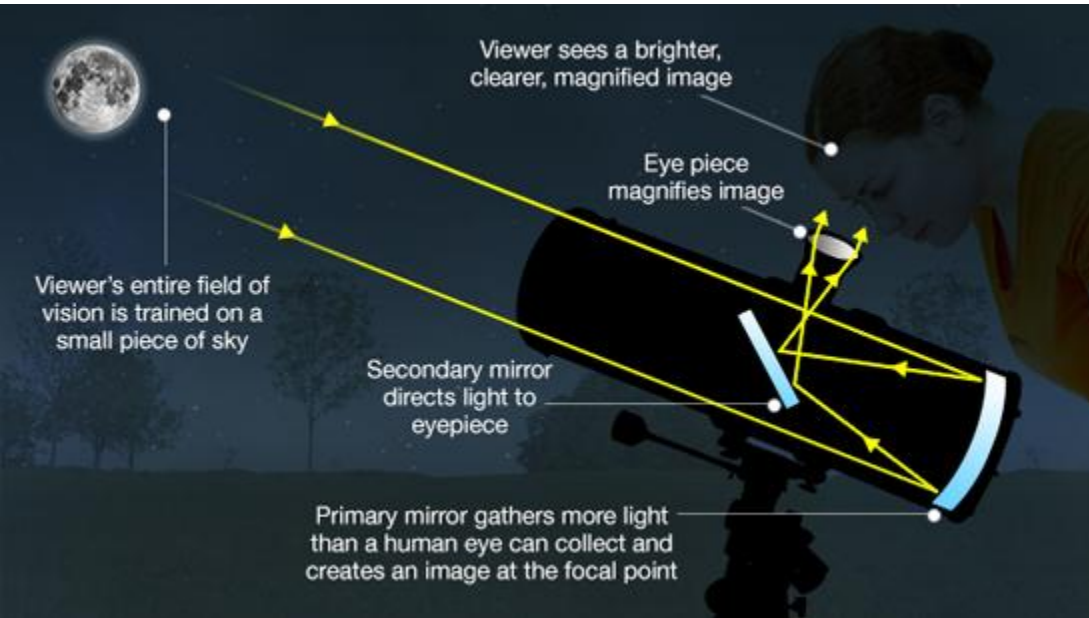 Viewer sees a brighter,
clearer, magnified image
Eye piece
magnifies image
Viewer's entire field of
vision is trained on a
small piece of sky
Secondary mirror
directs light to
eyepiece
Primary mirror gathers more light
than a human eye can collect and
creates an image at the focal point